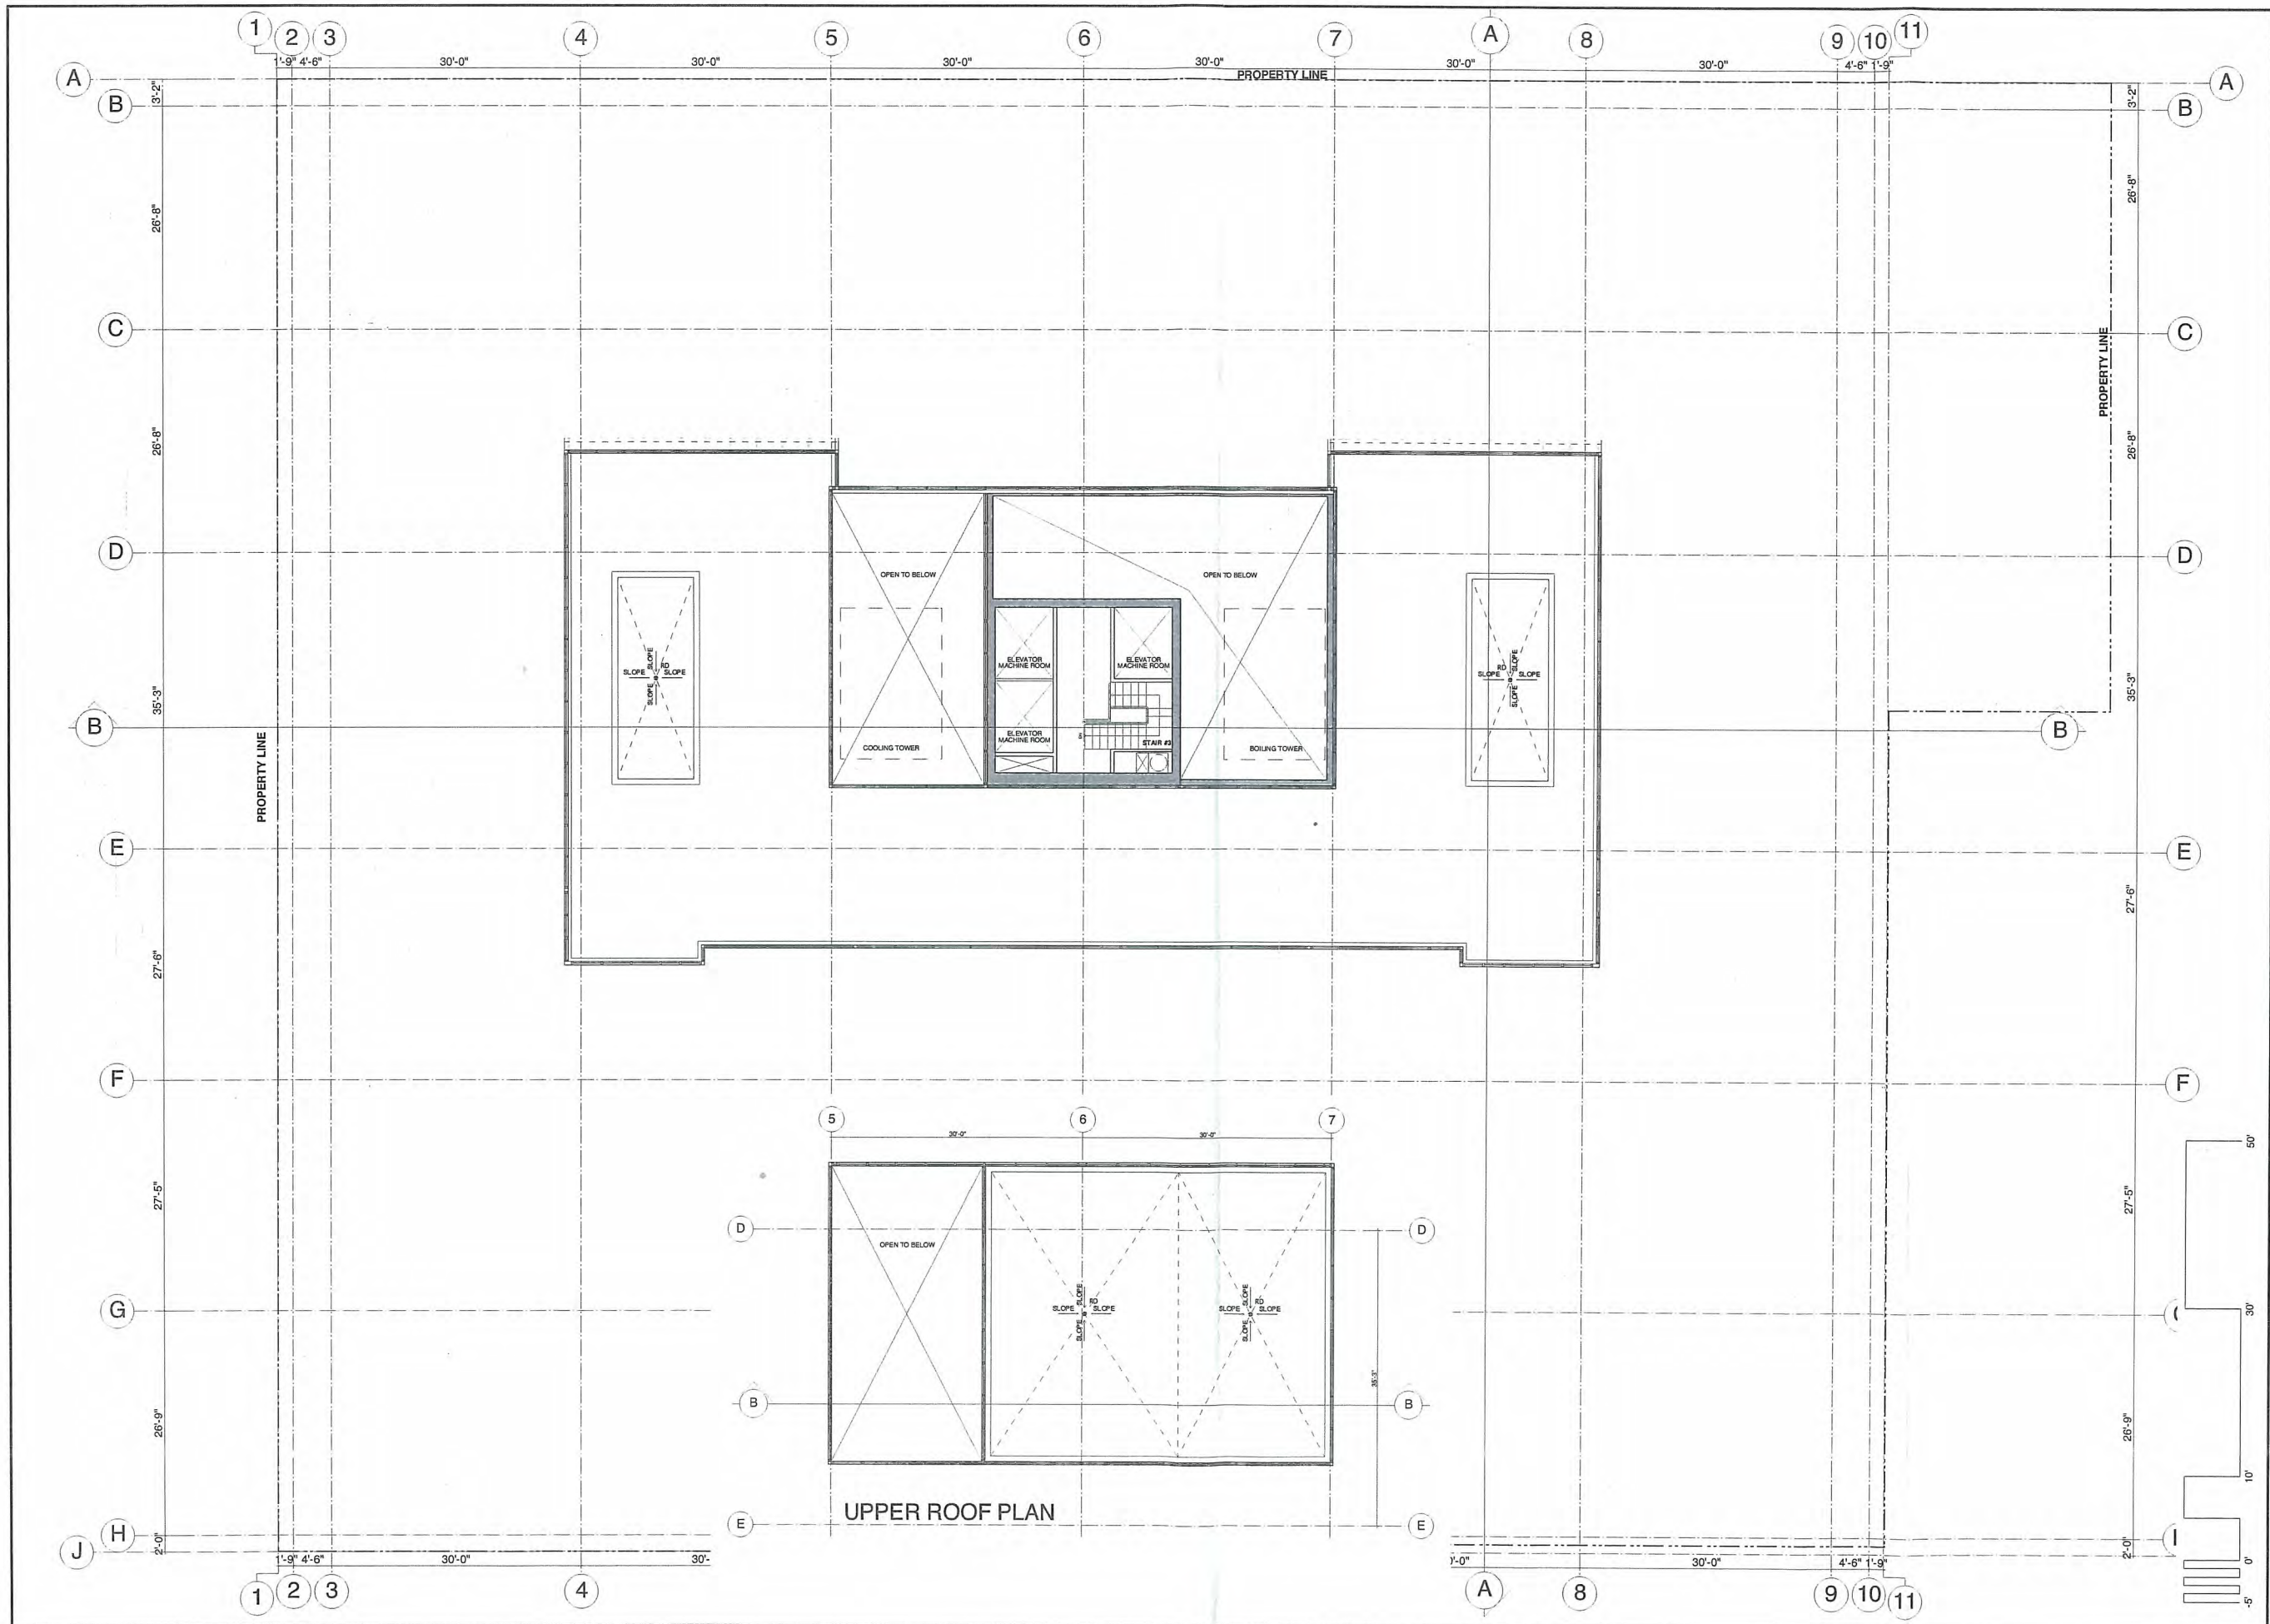 1 2 3 4 5 6 7 A 8 9 10 11
1'-9" 4'-6" 30'-0" 30'-0" 30'-0" 30'-0" 30'-0" 30'-0" 4'-6" 1'-9"
PROPERTY LINE
A A
3'-2" 3'-2"
B B
26'-8" 26'-8"
C C
PROPERTY LINE
26'-8" 26'-8"
D D
OPEN TO BELOW
OPEN TO BELOW
ELEVATOR
MACHINE ROOM
ELEVATOR
MACHINE ROOM
SLOPE
RD
SLOPE SLOPE
SLOPE
SLOPE
RD
SLOPE SLOPE
SLOPE
35'-3" 35'-3"
B B
ELEVATOR
MACHINE ROOM
STAIR #3
COOLING TOWER
BOILING TOWER
PROPERTY LINE
E E
27'-6" 27'-6"
F F
5 6 7
30'-0" 30'-0"
50'
27'-5" 27'-5"
D D
OPEN TO BELOW
SLOPE
RD
SLOPE SLOPE
SLOPE
SLOPE
RD
SLOPE SLOPE
SLOPE
G
30'
35'-3"
B B
26'-9" 26'-9"
10'
UPPER ROOF PLAN
E E
H
J
2'-0" 2'-0"
0'
-5'
1'-9" 4'-6" 30'-0" 30'- 30'-0" 4'-6" 1'-9"
1 2 3 4 A 8 9 10 11